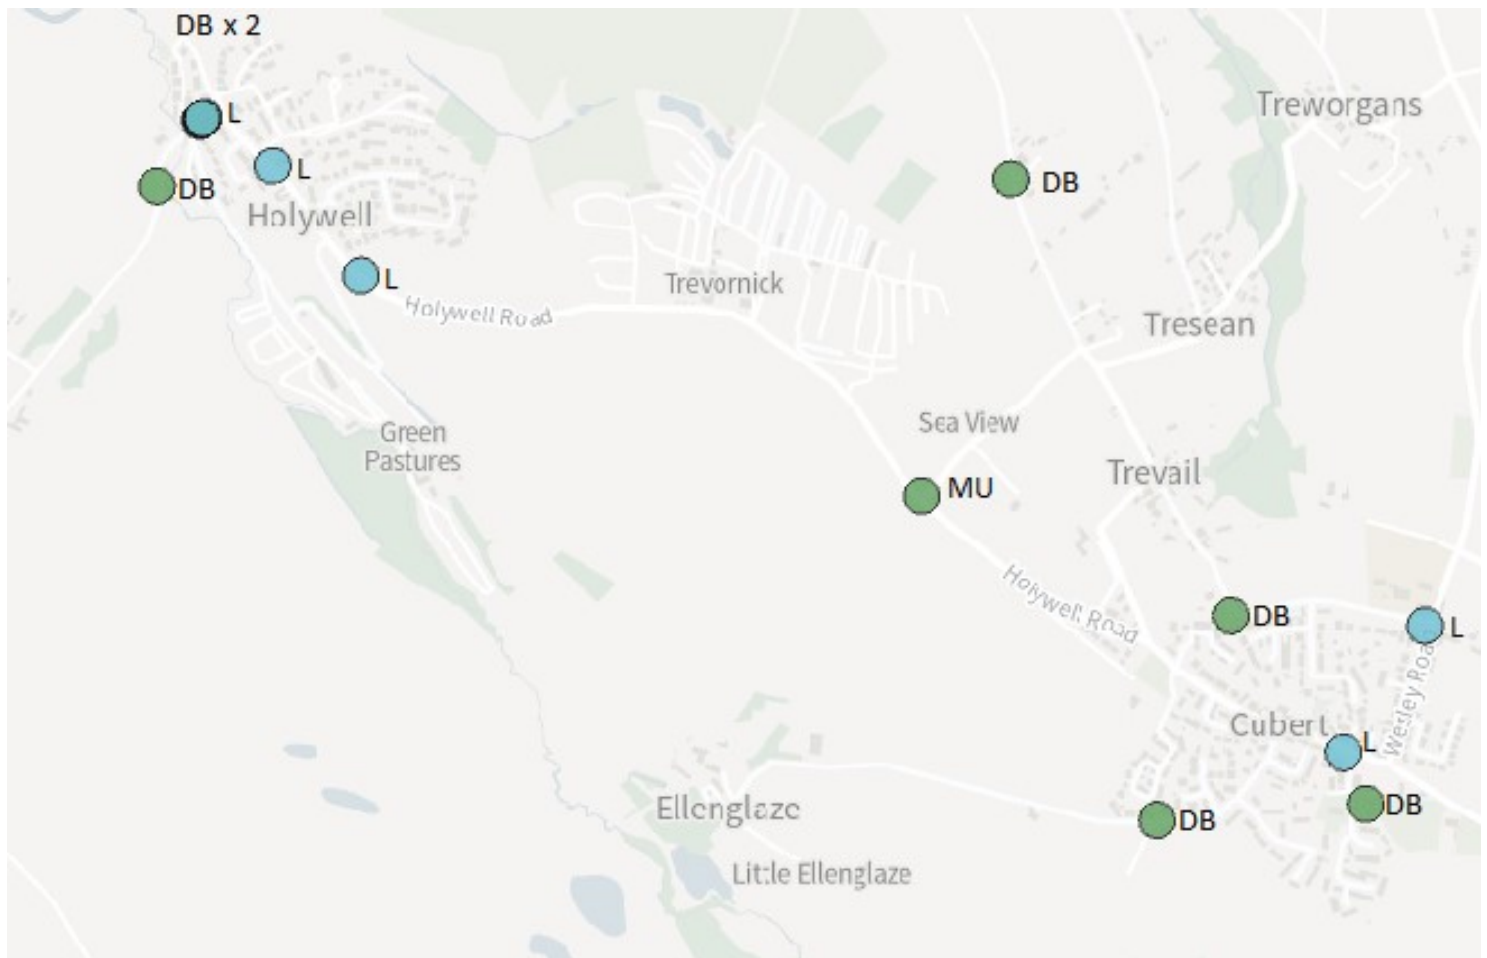 DB x 2
L
L
DB
Holywell
L
Holywell Road
Trevornick
DB
Treworgans
Tresean
Green
Pastures
Sea View
MU
Trevail
Holywell Road
DB
L
Wesley Roa
Cubert
L
DB
DB
Ellenglaze
Little Ellenglaze